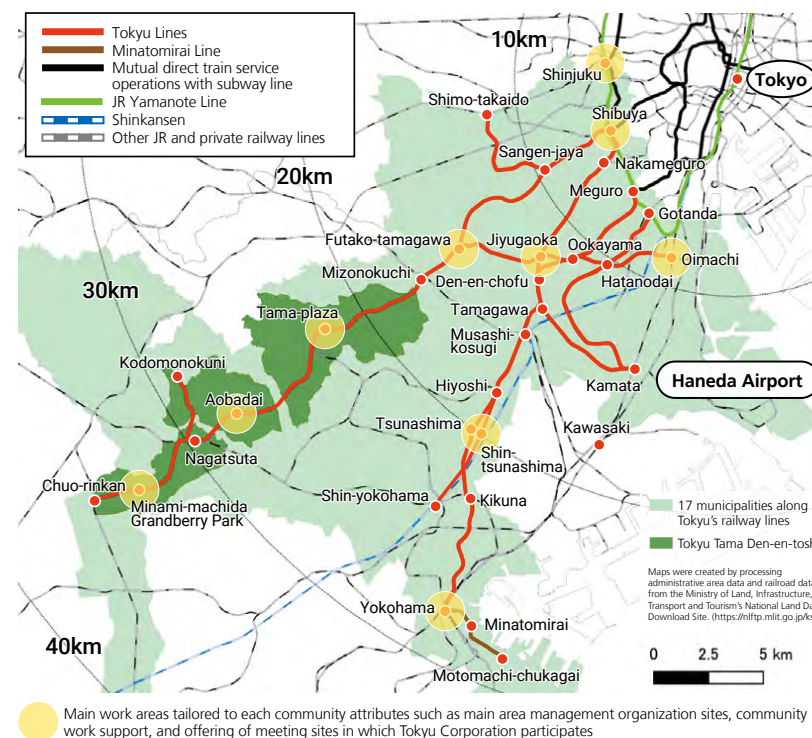 Tokyu Lines
Minatomirai Line
Mutual direct train service
operations with subway line
JR Yamanote Line
Shinkansen
Other JR and private railway lines
10km
Shinjuku
Tokyo
Shimo-takaido
Shibuya
Sangen-jaya
Nakameguro
20km
Meguro
Gotanda
Futako-tamagawa
Jiyugaoka
Ookayama
Oimachi
Mizonokuchi
Den-en-chofu
Hatanodai
30km
Tama-plaza
Tamagawa
Musashi-
kosugi
Kodomonokuni
Hiyoshi
Kamata
Haneda Airport
Aobadai
Tsunashima
Kawasaki
Nagatsuta
Shin-
tsunashima
Chuo-rinkan
Minami-machida
Grandberry Park
Shin-yokohama
Kikuna
17 municipalities along
Tokyu's railway lines
Tokyu Tama Den-en-tosh
Maps were created by processing
administrative area data and railroad data
from the Ministry of Land, Infrastructure,
Transport and Tourism's National Land Da
Download Site. (https://nlftp.mlit.go.jp/ks
Yokohama
Minatomirai
40km
Motomachi-chukagai
0 2.5 5 km
Main work areas tailored to each community attributes such as main area management organization sites, community
work support, and offering of meeting sites in which Tokyu Corporation participates